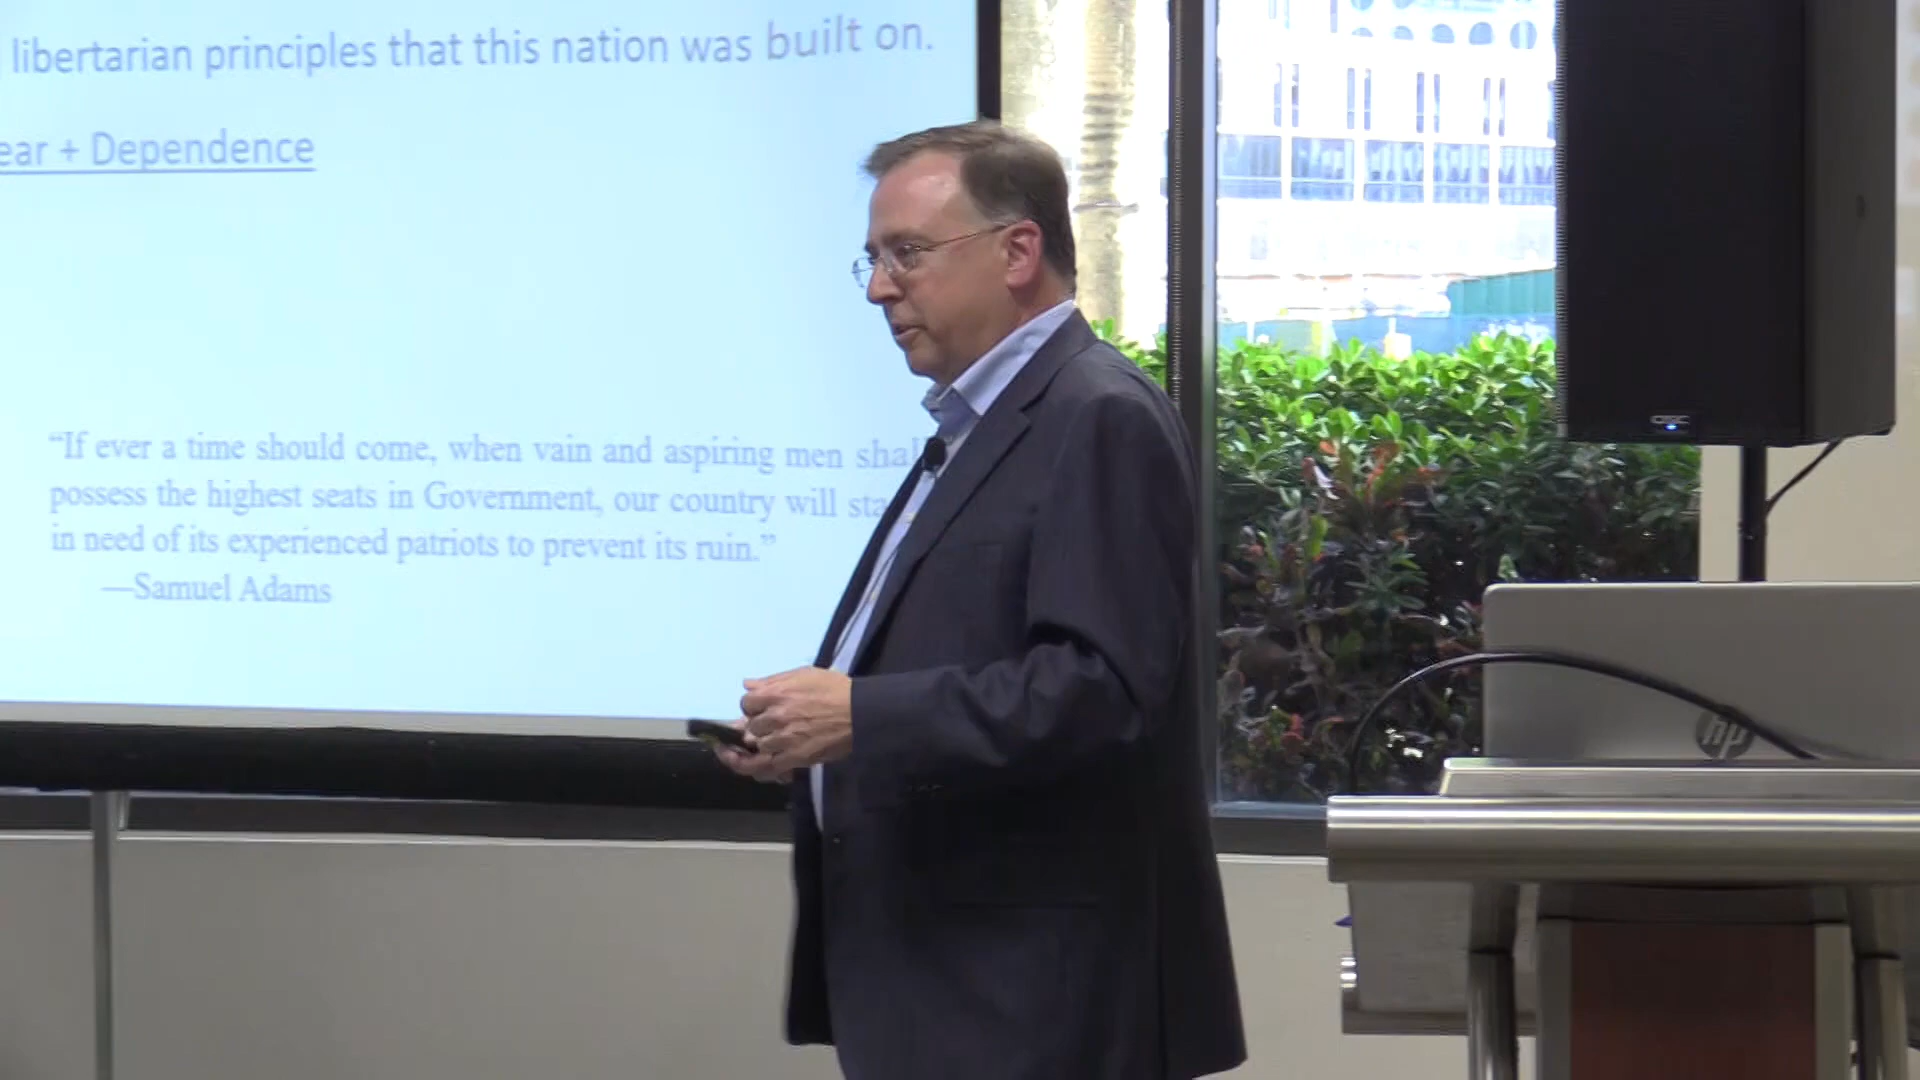 libertarian principles that this nation was built on.
ear + Dependence
“If ever a time should come, when vain and aspiring men shal
possess the highest seats in Government, our country will sta
in need of its experienced patriots to prevent its ruin.”
—Samuel Adams
QSC
hp